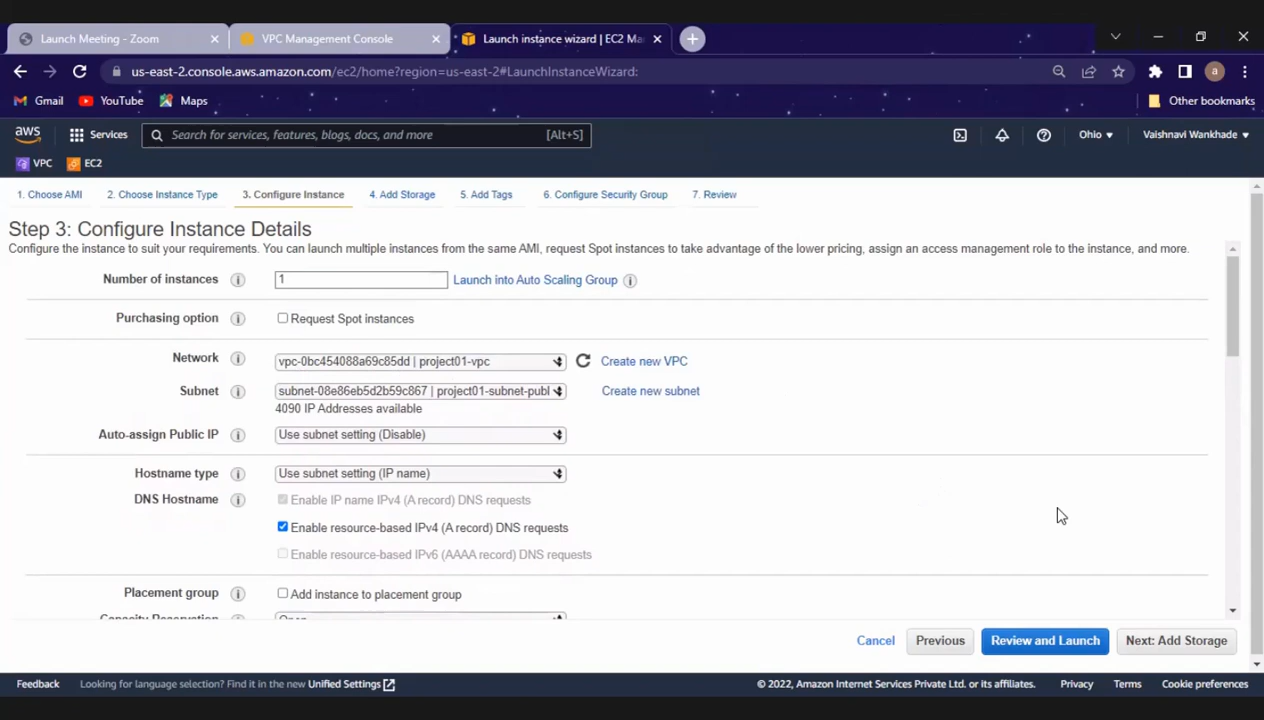 Launch Meeting - Zoom
VPC Management Console
Launch instance wizard | EC2 Ma
us-east-2.console.aws.amazon.com/ec2/home?region=us-east-2#LaunchInstanceWizard:
a
Gmail YouTube Maps Other bookmarks
aws Services Search for services, features, blogs, docs, and more [Alt+S] Ohio Vaishnavi Wankhade
VPC EC2
1. Choose AMI 2. Choose Instance Type 3. Configure Instance 4. Add Storage 5. Add Tags 6. Configure Security Group 7. Review
Step 3: Configure Instance Details
Configure the instance to suit your requirements. You can launch multiple instances from the same AMI, request Spot instances to take advantage of the lower pricing, assign an access management role to the instance, and more.
Number of instances 1 Launch into Auto Scaling Group
Purchasing option Request Spot instances
Network vpc-0bc454088a69c85dd | project01-vpc Create new VPC
Subnet subnet-08e86eb5d2b59c867 | project01-subnet-publ Create new subnet
4090 IP Addresses available
Auto-assign Public IP Use subnet setting (Disable)
Hostname type Use subnet setting (IP name)
DNS Hostname Enable IP name IPv4 (A record) DNS requests
Enable resource-based IPv4 (A record) DNS requests
Enable resource-based IPv6 (AAAA record) DNS requests
Placement group Add instance to placement group
Capacity Reservation Open
Cancel Previous Review and Launch Next: Add Storage
Feedback Looking for language selection? Find it in the new Unified Settings © 2022, Amazon Internet Services Private Ltd. or its affiliates. Privacy Terms Cookie preferences